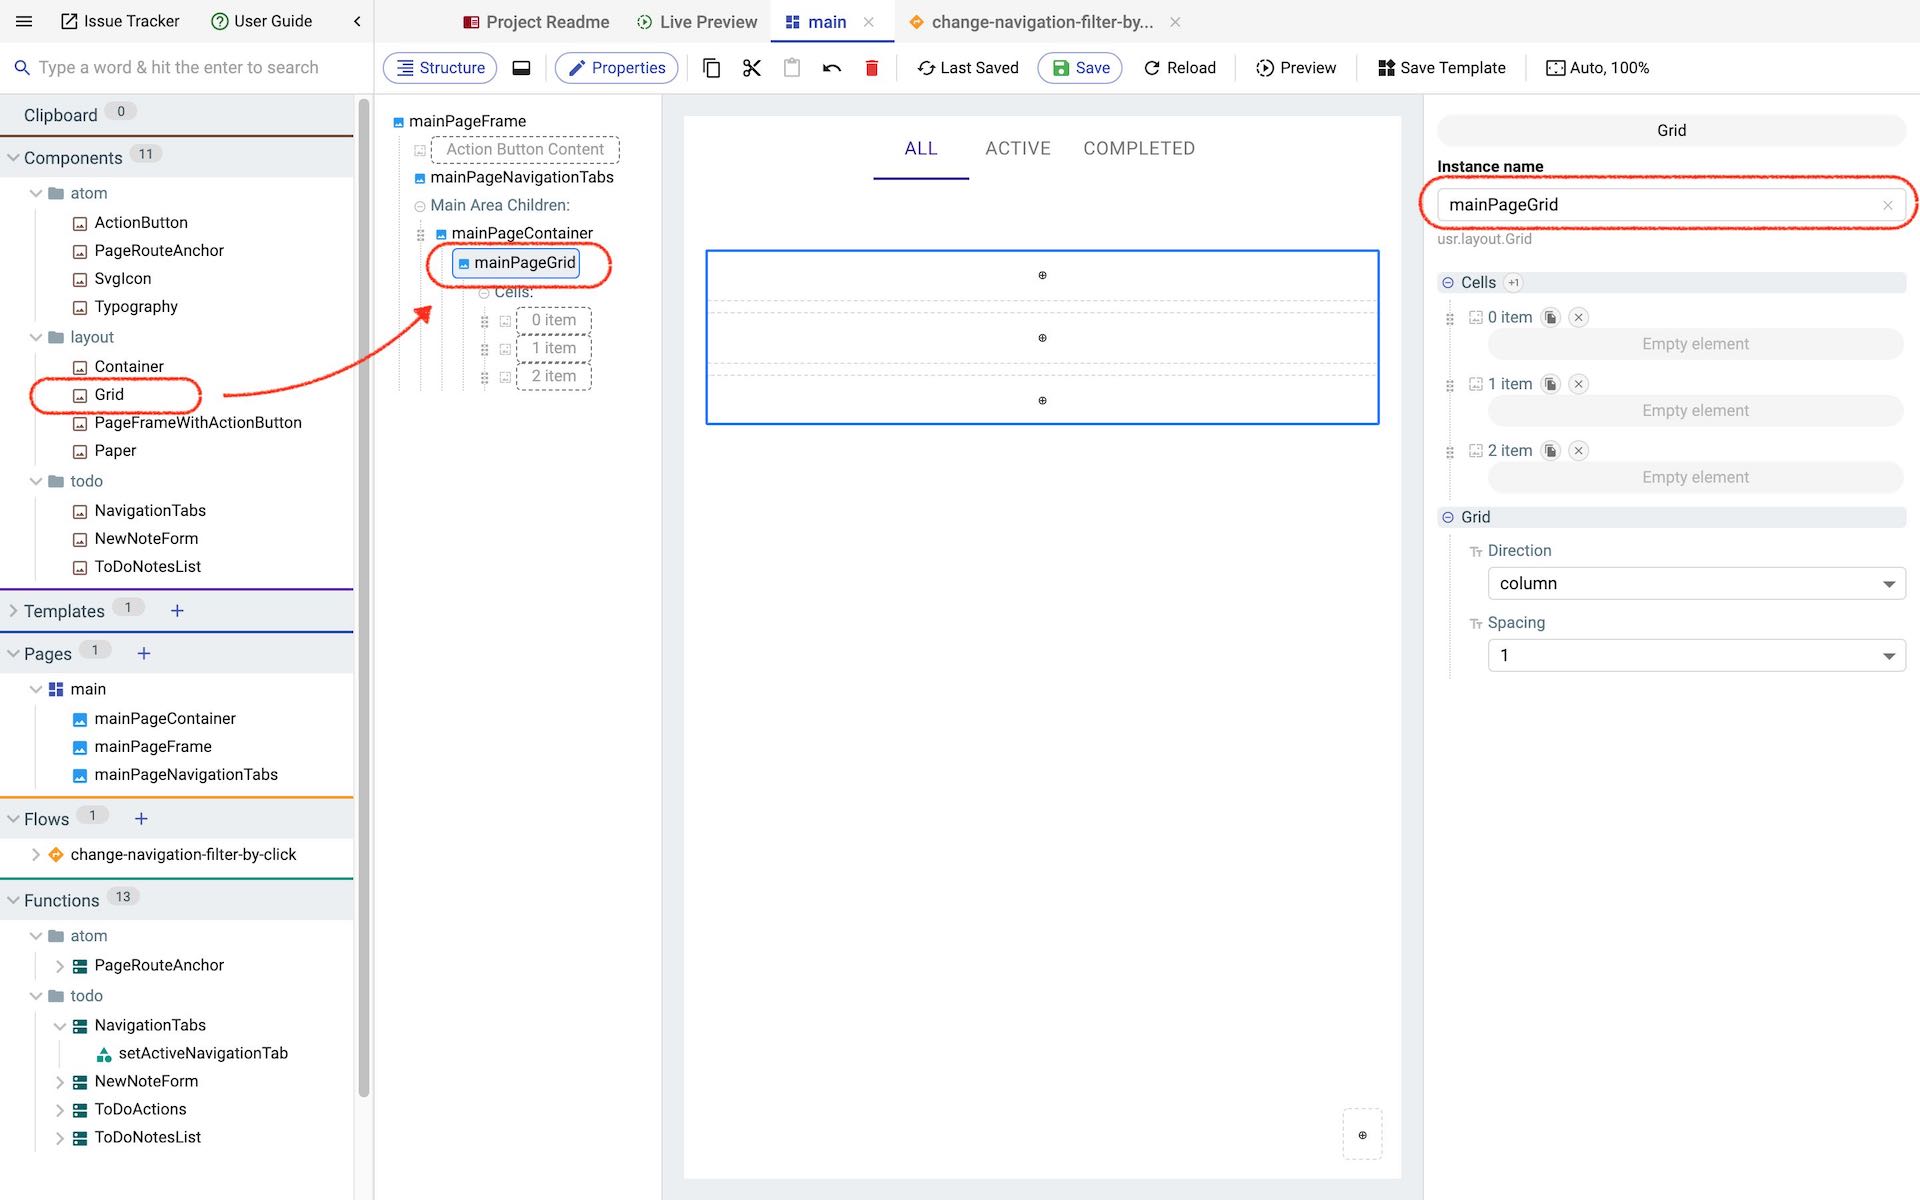 Issue Tracker
User Guide
Project Readme
Live Preview
main
change-navigation-filter-by...
Type a word & hit the enter to search
Structure
Properties
Last Saved
Save
Reload
Preview
Save Template
Auto, 100%
Clipboard 0
Components 11
atom
ActionButton
PageRouteAnchor
SvgIcon
Typography
layout
Container
Grid
PageFrameWithActionButton
Paper
todo
NavigationTabs
NewNoteForm
ToDoNotesList
Templates 1 +
Pages 1 +
main
mainPageContainer
mainPageFrame
mainPageNavigationTabs
Flows 1 +
change-navigation-filter-by-click
Functions 13
atom
PageRouteAnchor
todo
NavigationTabs
setActiveNavigationTab
NewNoteForm
ToDoActions
ToDoNotesList
mainPageFrame
Action Button Content
mainPageNavigationTabs
Main Area Children:
mainPageContainer
mainPageGrid
Cells:
0 item
1 item
2 item
ALL ACTIVE COMPLETED
Grid
Instance name
mainPageGrid
usr.layout.Grid
Cells +1
0 item
Empty element
1 item
Empty element
2 item
Empty element
Grid
Tт Direction
column
Tт Spacing
1